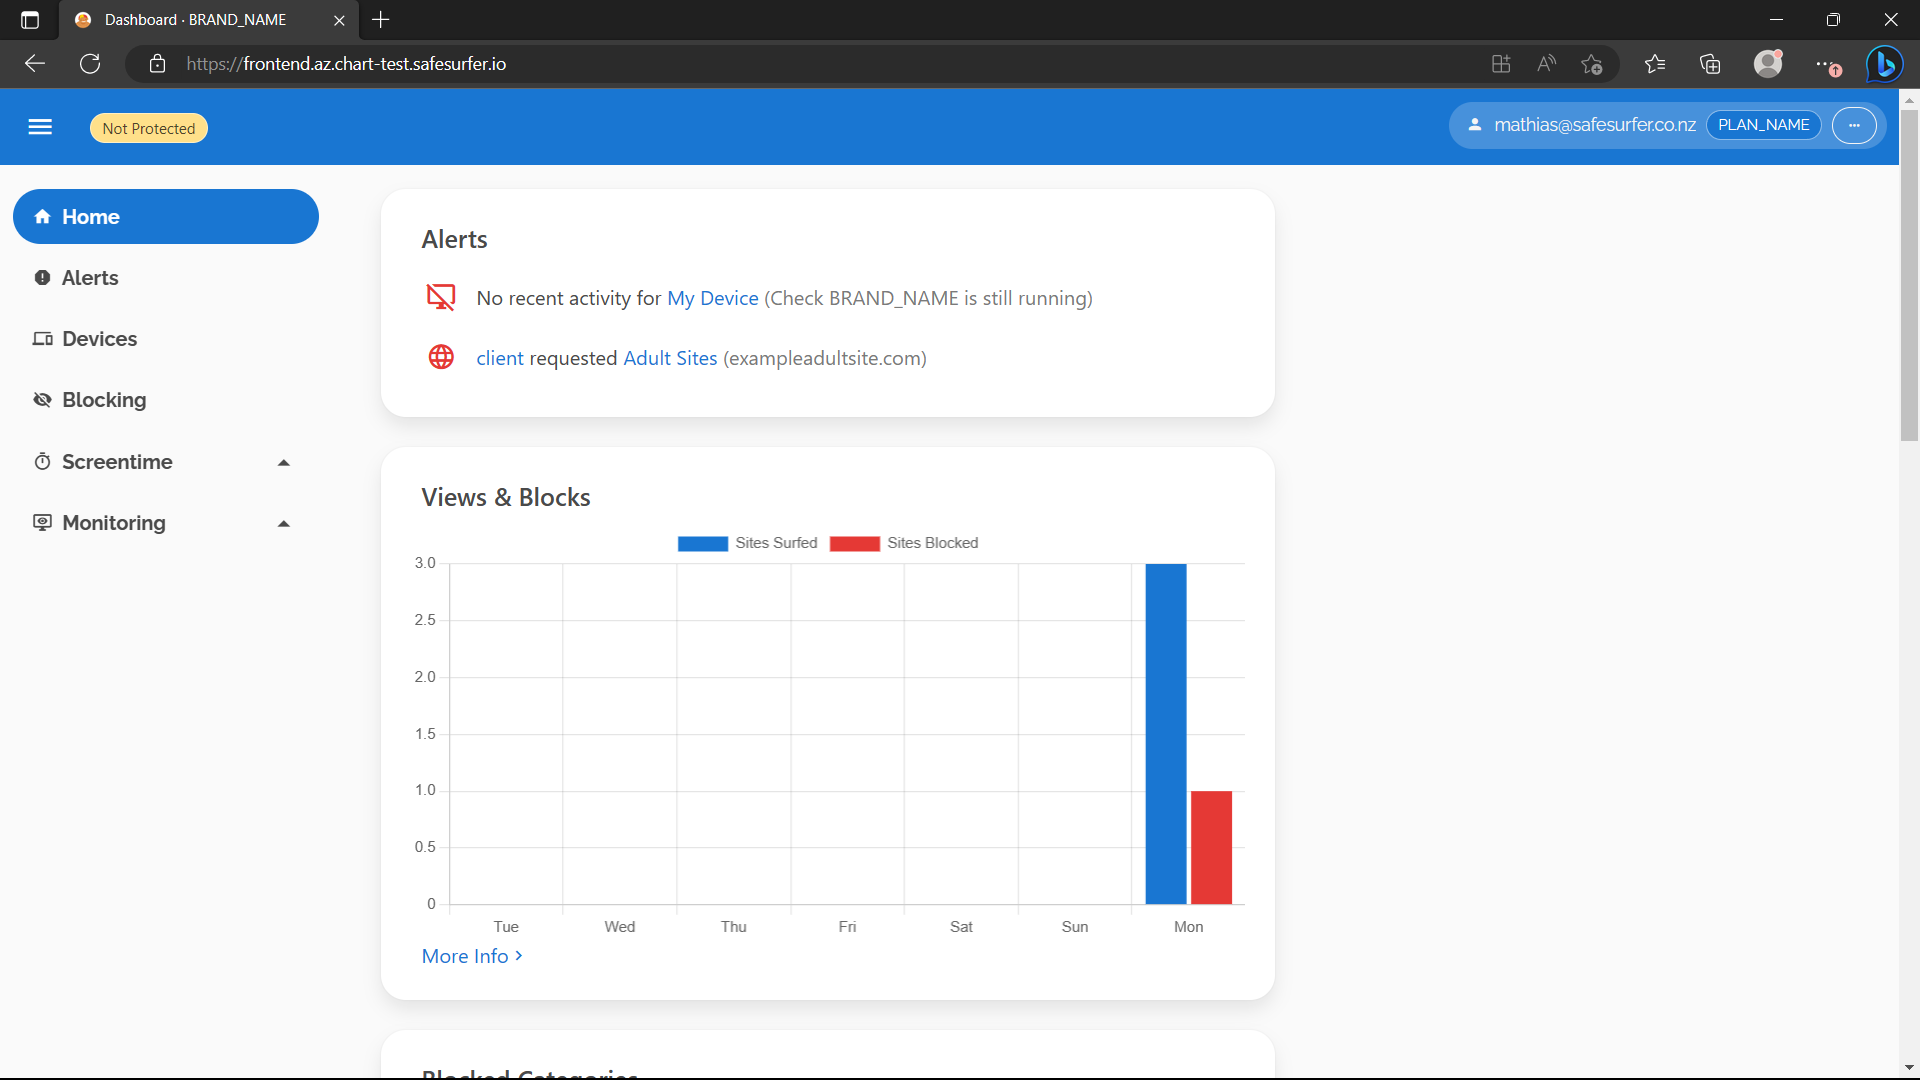 Dashboard · BRAND_NAME
https://frontend.az.chart-test.safesurfer.io
Not Protected
mathias@safesurfer.co.nz PLAN_NAME
Home
Alerts
Devices
Blocking
Screentime
Monitoring
Alerts
No recent activity for My Device (Check BRAND_NAME is still running)
client requested Adult Sites (exampleadultsite.com)
Views & Blocks
Sites Surfed Sites Blocked
3.0
2.5
2.0
1.5
1.0
0.5
0
Tue Wed Thu Fri Sat Sun Mon
More Info
Blocked Categories